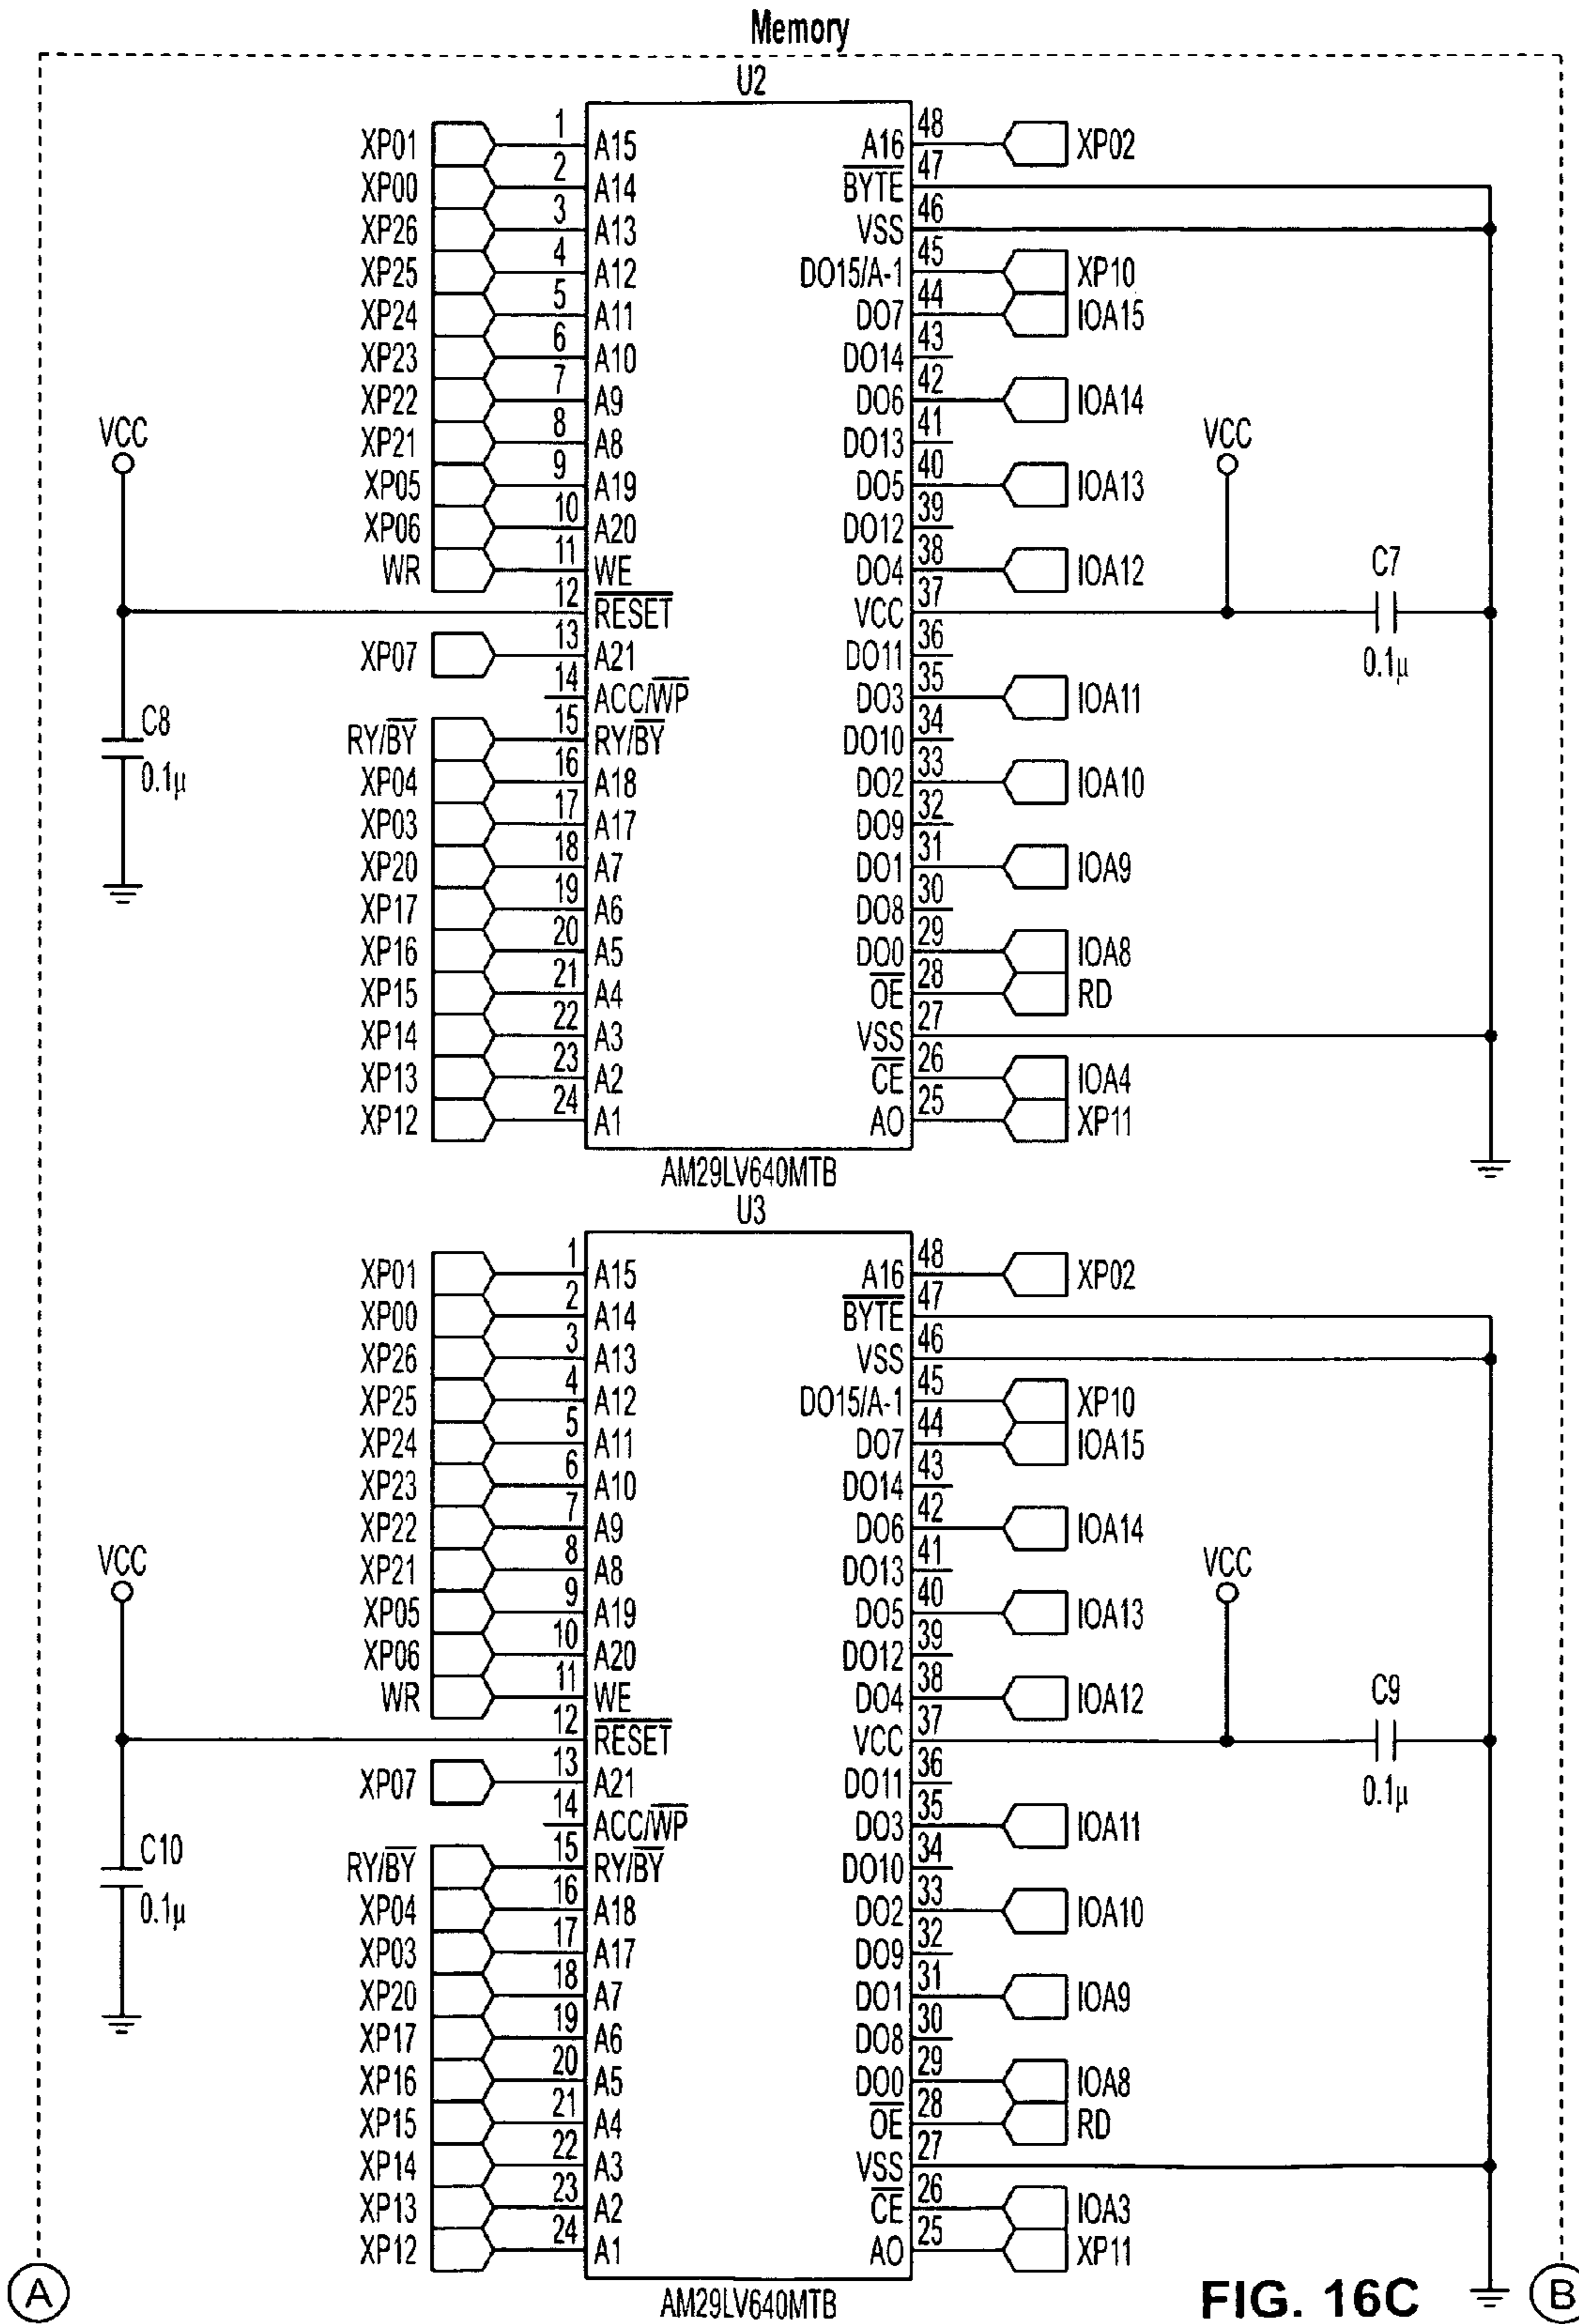 Memory
U2
XP01 1 A15 A16 48 XP02
XP00 2 A14 BYTE 47
XP26 3 A13 VSS 46
XP25 4 A12 DO15/A-1 45 XP10
XP24 5 A11 DO7 44 IOA15
XP23 6 A10 DO14 43
XP22 7 A9 DO6 42 IOA14
XP21 8 A8 DO13 41
VCC VCC
XP05 9 A19 DO5 40 IOA13
XP06 10 A20 DO12 39
WR 11 WE DO4 38 IOA12
C7
12 RESET VCC 37
0.1µ
XP07 13 A21 DO11 36
14 ACC/WP DO3 35 IOA11
C8
0.1µ
RY/BY 15 RY/BY DO10 34
XP04 16 A18 DO2 33 IOA10
XP03 17 A17 DO9 32
XP20 18 A7 DO1 31 IOA9
XP17 19 A6 DO8 30
XP16 20 A5 DO0 29 IOA8
XP15 21 A4 OE 28 RD
XP14 22 A3 VSS 27
XP13 23 A2 CE 26 IOA4
XP12 24 A1 AO 25 XP11
AM29LV640MTB
U3
XP01 1 A15 A16 48 XP02
XP00 2 A14 BYTE 47
XP26 3 A13 VSS 46
XP25 4 A12 DO15/A-1 45 XP10
XP24 5 A11 DO7 44 IOA15
XP23 6 A10 DO14 43
XP22 7 A9 DO6 42 IOA14
XP21 8 A8 DO13 41
VCC VCC
XP05 9 A19 DO5 40 IOA13
XP06 10 A20 DO12 39
WR 11 WE DO4 38 IOA12
C9
12 RESET VCC 37
0.1µ
XP07 13 A21 DO11 36
14 ACC/WP DO3 35 IOA11
C10
0.1µ
RY/BY 15 RY/BY DO10 34
XP04 16 A18 DO2 33 IOA10
XP03 17 A17 DO9 32
XP20 18 A7 DO1 31 IOA9
XP17 19 A6 DO8 30
XP16 20 A5 DO0 29 IOA8
XP15 21 A4 OE 28 RD
XP14 22 A3 VSS 27
XP13 23 A2 CE 26 IOA3
XP12 24 A1 AO 25 XP11
AM29LV640MTB
A
FIG. 16C
B